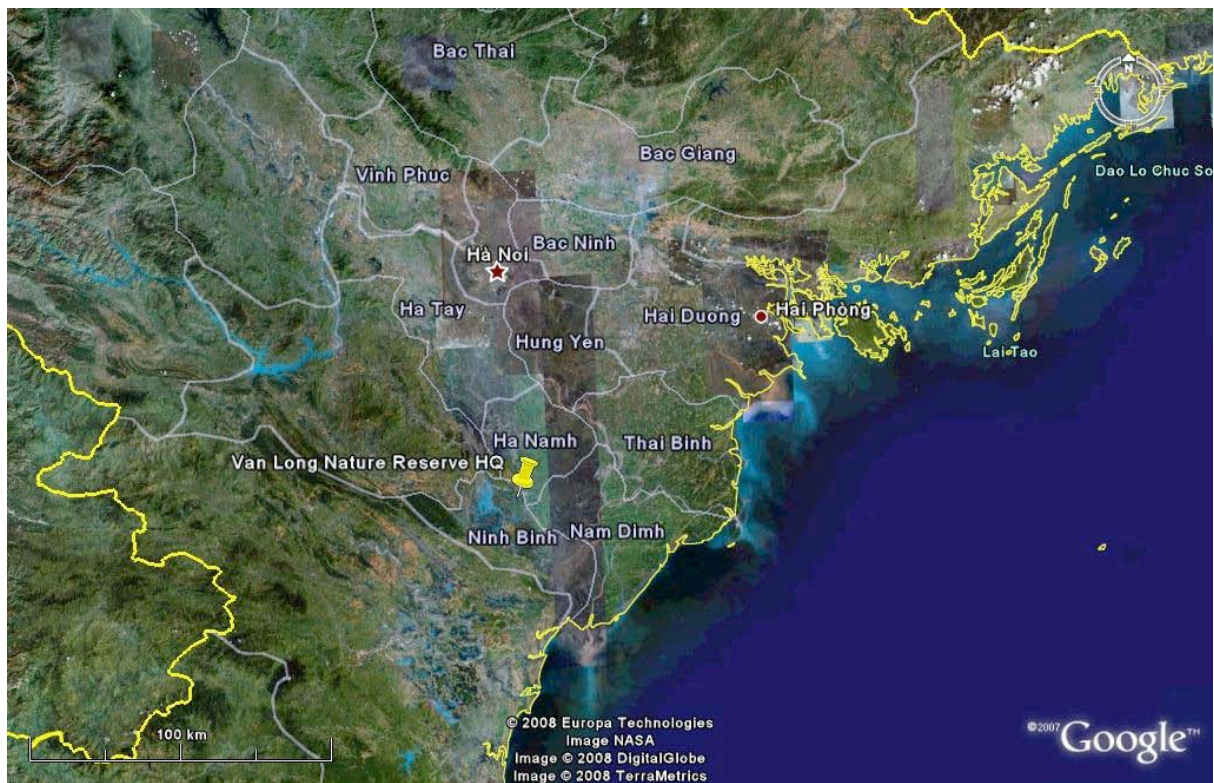 Bac Thai
N
Bac Giang
Dao Lo Chuc So
Vinh Phuc
Bac Ninh
Hà Noi
Ha Tay
Hai Duong
Hai Phòng
Hung Yen
Lai Tao
Ha Namh
Thai Binh
Van Long Nature Reserve HQ
Ninh Binh
Nam Dimh
© 2008 Europa Technologies
Image NASA
Image © 2008 DigitalGlobe
Image © 2008 TerraMetrics
100 km
©2007 Google™